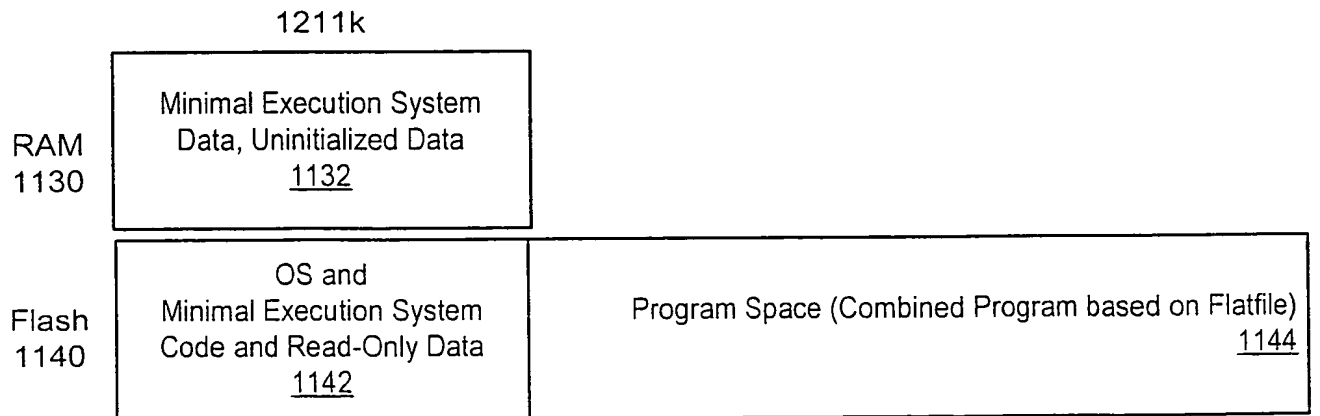 1211k
RAM
1130
Minimal Execution System
Data, Uninitialized Data
1132
Flash
1140
OS and
Minimal Execution System
Code and Read-Only Data
1142
Program Space (Combined Program based on Flatfile)
1144